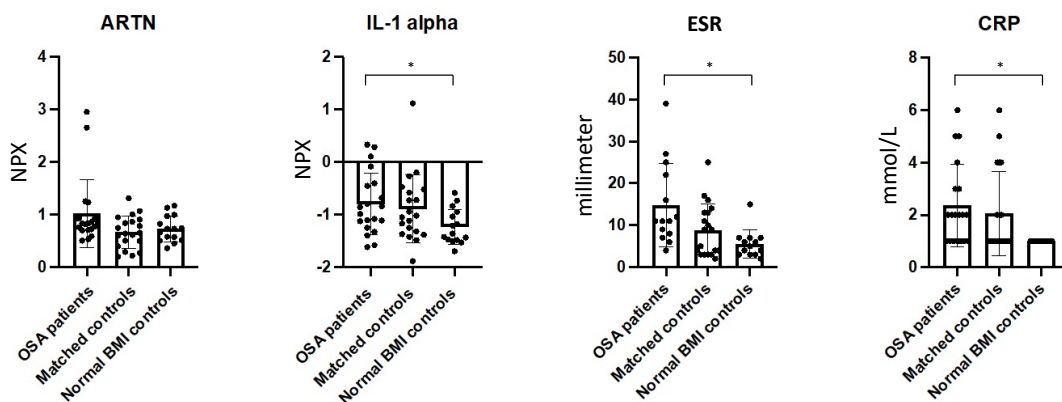 ARTN
NPX
4
3
2
1
0
OSA patients
Matched controls
Normal BMI controls
IL-1 alpha
NPX
*
2
1
0
-1
-2
OSA patients
Matched controls
Normal BMI controls
ESR
millimeter
*
50
40
30
20
10
0
OSA patients
Matched controls
Normal BMI controls
CRP
mmol/L
*
8
6
4
2
0
OSA patients
Matched controls
Normal BMI controls